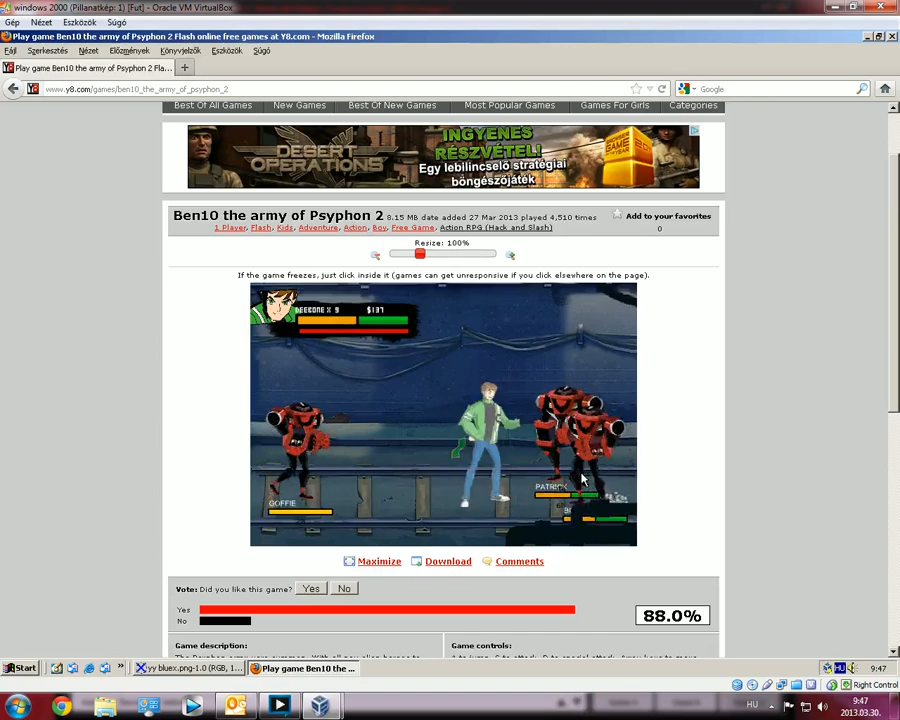 windows 2000 (Pillanatkép: 1) [Fut] - Oracle VM VirtualBox
Gép Nézet Eszközök Súgó
Play game Ben10 the army of Psyphon 2 Flash online free games at Y8.com - Mozilla Firefox
Fájl Szerkesztés Nézet Előzmények Könyvjelzők Eszközök Súgó
Play game Ben10 the army of Psyphon 2 Fla...
www.y8.com/games/ben10_the_army_of_psyphon_2
Google
Best Of All Games New Games Best Of New Games Most Popular Games Games For Girls Categories
DESERT OPERATIONS
INGYENES RÉSZVÉTEL!
Egy lebilincselő stratégiai böngészőjáték
Ben10 the army of Psyphon 2 8.15 MB date added 27 Mar 2013 played 4,510 times
Add to your favorites
0
1 Player, Flash, Kids, Adventure, Action, Boy, Free Game, Action RPG (Hack and Slash)
Resize: 100%
If the game freezes, just click inside it (games can get unresponsive if you click elsewhere on the page).
X 9 $137
PATRICK
GOFFIE
Maximize Download Comments
Vote: Did you like this game? Yes No
Yes
No
88.0%
Game description:
Game controls:
Start
yy bluex.png-1.0 (RGB, 1...
Play game Ben10 the ...
HU
9:47
Right Control
HU
9:47
2013.03.30.